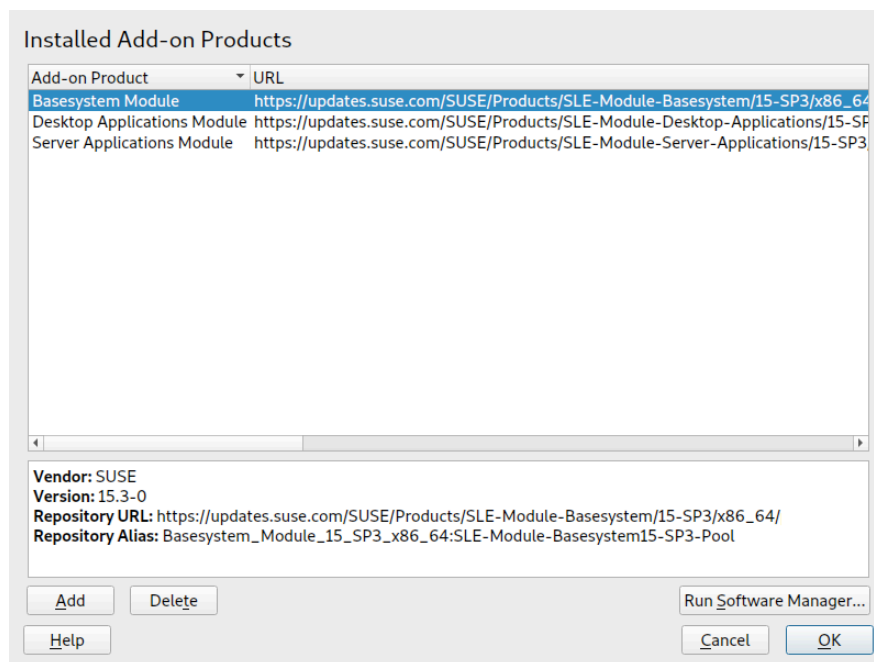 Installed Add-on Products
Add-on Product URL
Basesystem Module https://updates.suse.com/SUSE/Products/SLE-Module-Basesystem/15-SP3/x86_64
Desktop Applications Module https://updates.suse.com/SUSE/Products/SLE-Module-Desktop-Applications/15-SP
Server Applications Module https://updates.suse.com/SUSE/Products/SLE-Module-Server-Applications/15-SP3
Vendor: SUSE
Version: 15.3-0
Repository URL: https://updates.suse.com/SUSE/Products/SLE-Module-Basesystem/15-SP3/x86_64/
Repository Alias: Basesystem_Module_15_SP3_x86_64:SLE-Module-Basesystem15-SP3-Pool
Add Delete Run Software Manager...
Help Cancel OK